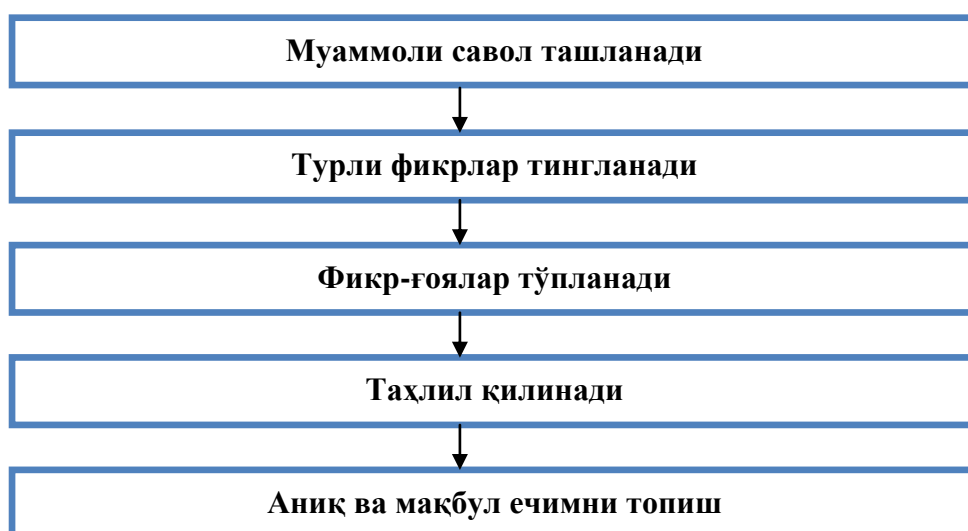 Муаммоли савол ташланади
Турли фикрлар тингланади
Фикр-ғоялар тўпланади
Таҳлил қилинади
Аниқ ва мақбул ечимни топиш